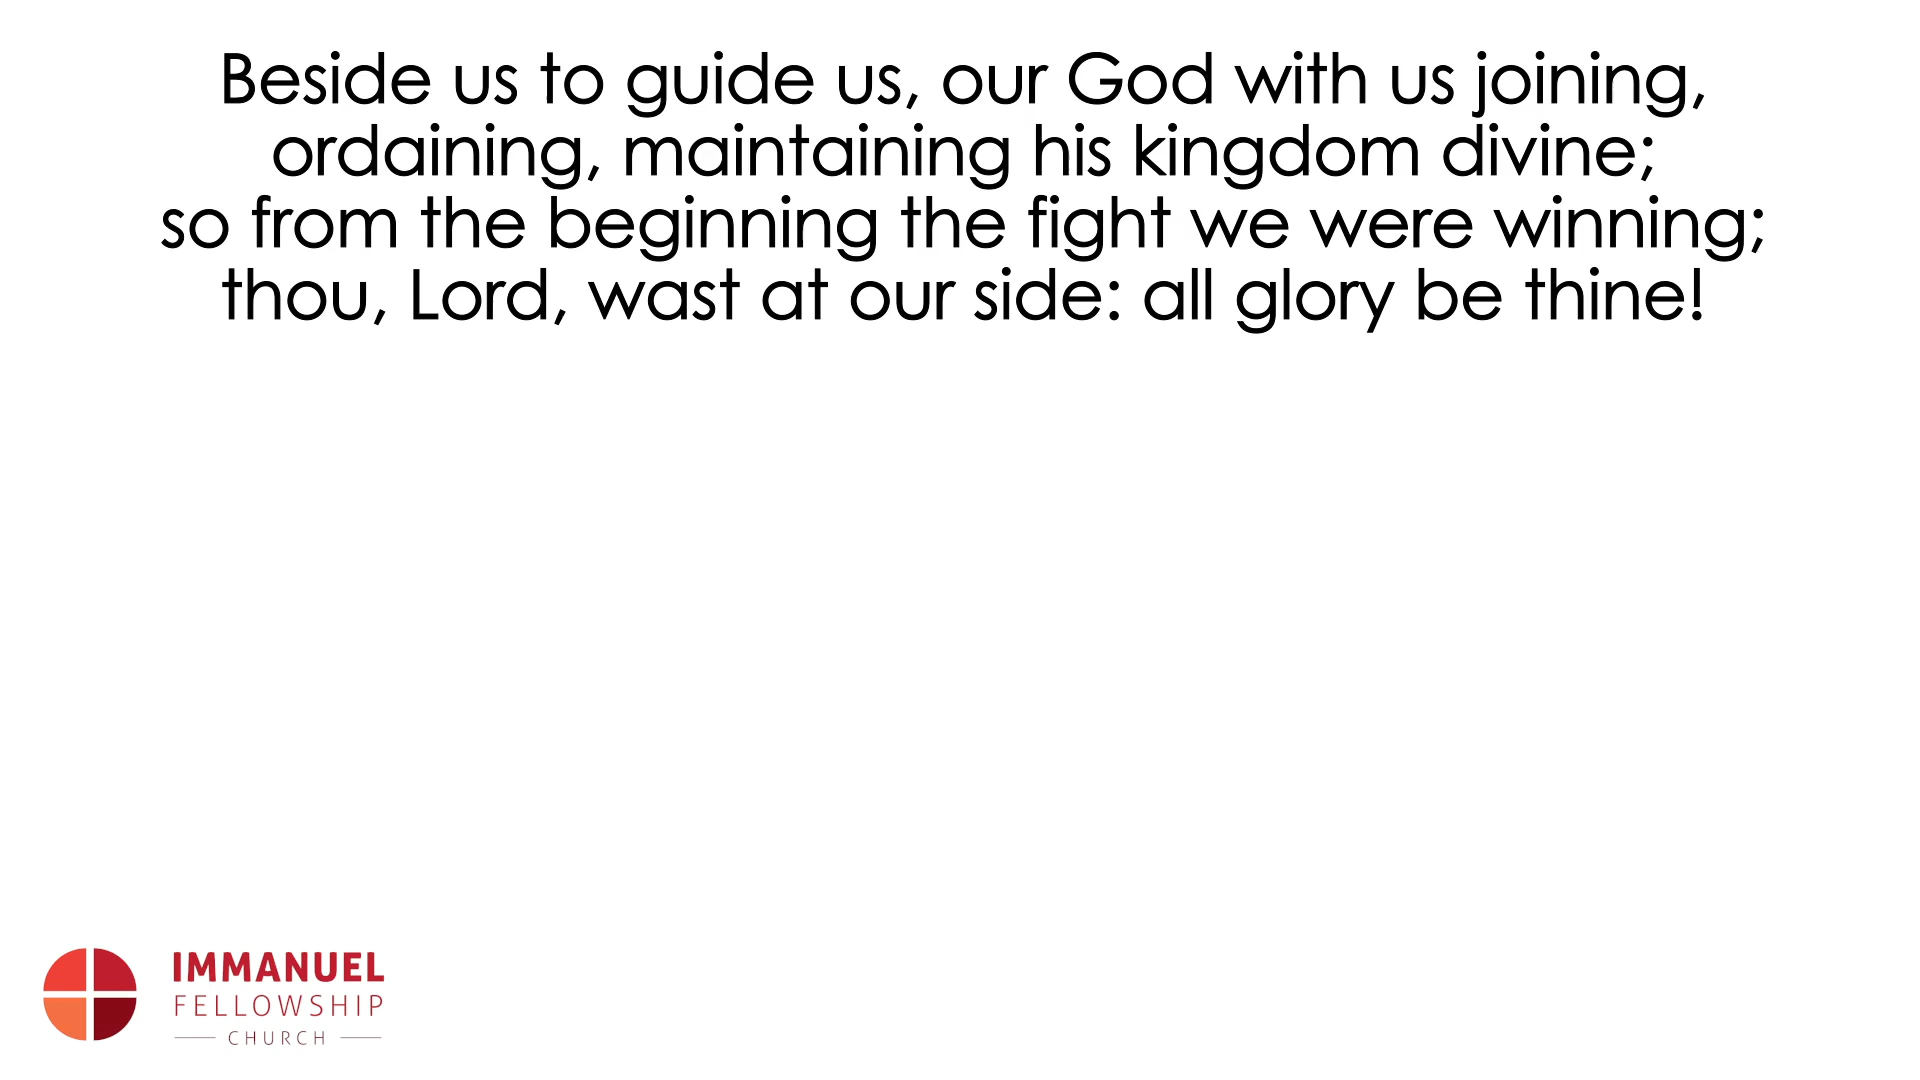 Beside us to guide us, our God with us joining,
ordaining, maintaining his kingdom divine;
so from the beginning the fight we were winning;
thou, Lord, wast at our side: all glory be thine!
IMMANUEL
FELLOWSHIP
CHURCH